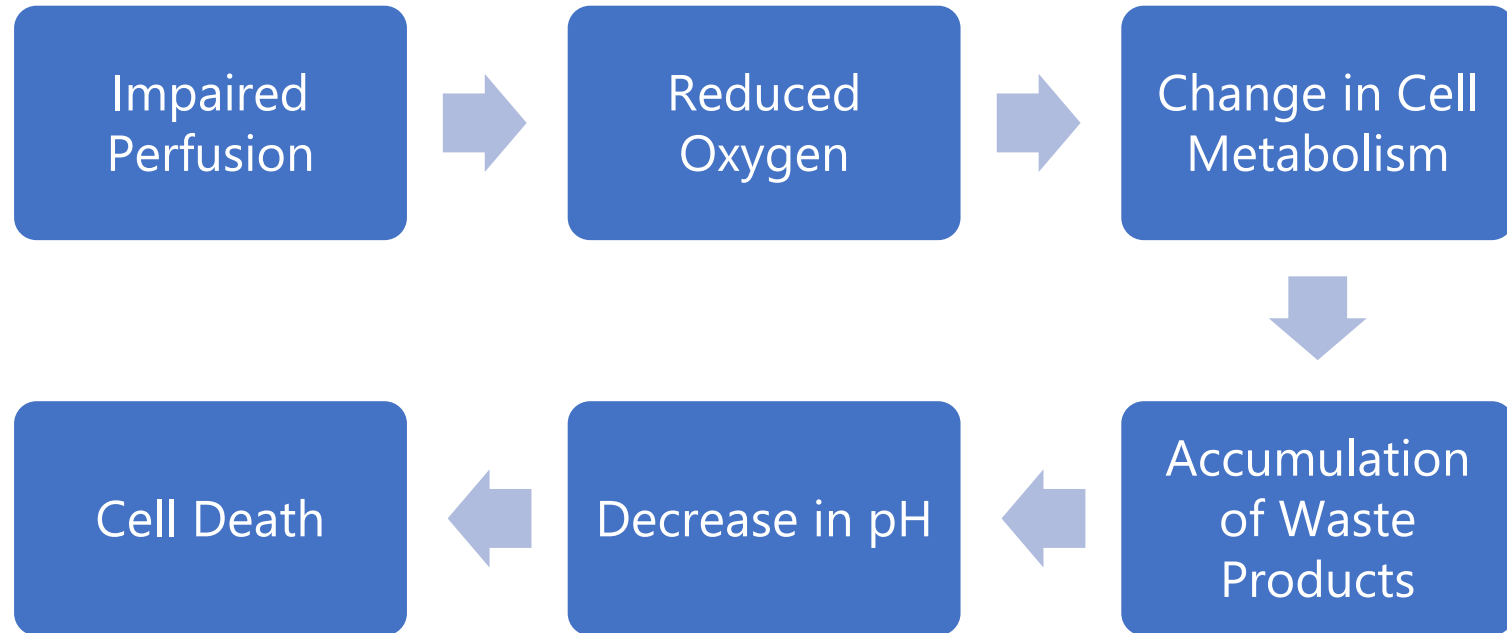 Impaired
Perfusion
Reduced
Oxygen
Change in Cell
Metabolism
Accumulation
of Waste
Products
Decrease in pH
Cell Death